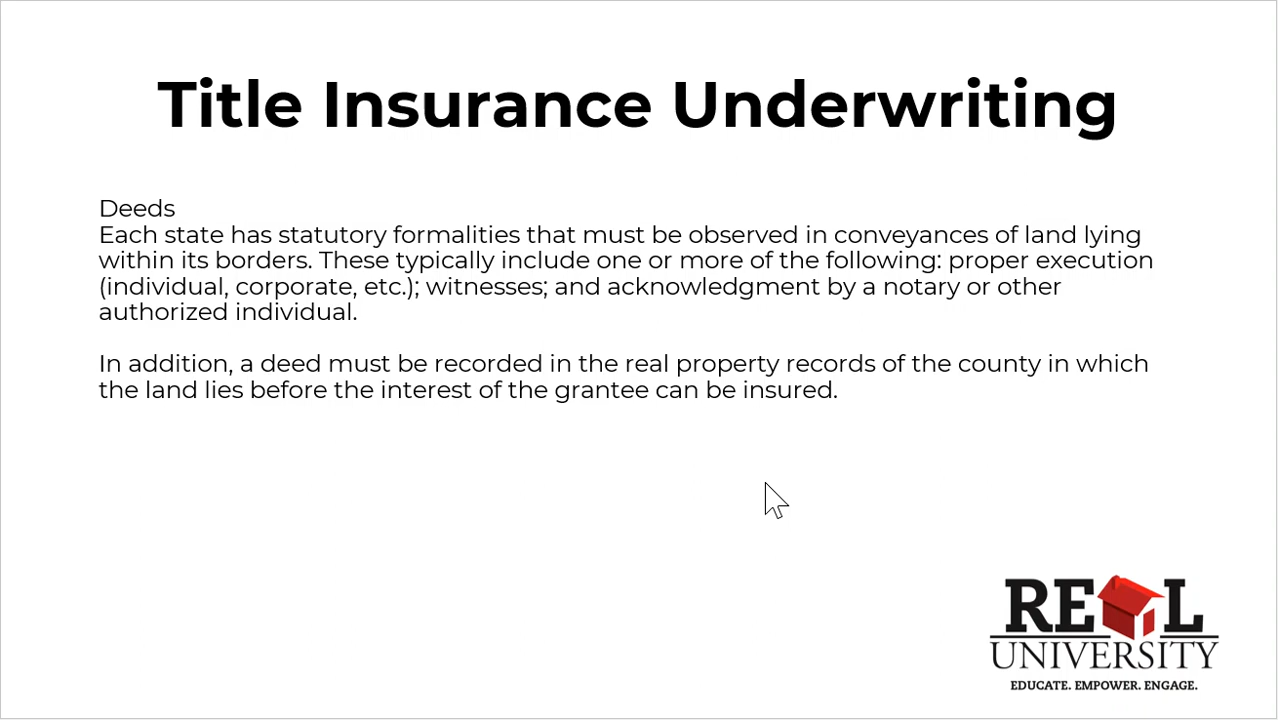 Title Insurance Underwriting
Deeds
Each state has statutory formalities that must be observed in conveyances of land lying
within its borders. These typically include one or more of the following: proper execution
(individual, corporate, etc.); witnesses; and acknowledgment by a notary or other
authorized individual.
In addition, a deed must be recorded in the real property records of the county in which
the land lies before the interest of the grantee can be insured.
REAL
UNIVERSITY
EDUCATE. EMPOWER. ENGAGE.